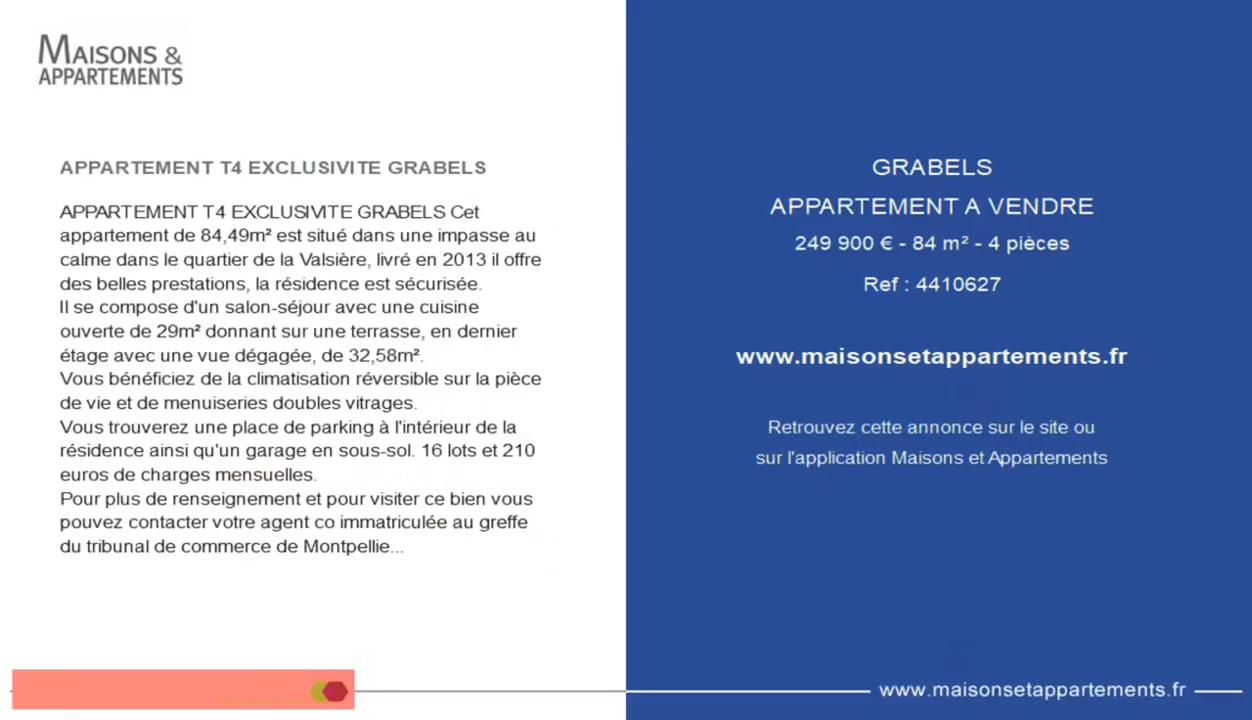 MAISONS &
APPARTEMENTS
APPARTEMENT T4 EXCLUSIVITE GRABELS
APPARTEMENT T4 EXCLUSIVITE GRABELS Cet
appartement de 84,49m² est situé dans une impasse au
calme dans le quartier de la Valsière, livré en 2013 il offre
des belles prestations, la résidence est sécurisée.
Il se compose d'un salon-séjour avec une cuisine
ouverte de 29m² donnant sur une terrasse, en dernier
étage avec une vue dégagée, de 32,58m².
Vous bénéficiez de la climatisation réversible sur la pièce
de vie et de menuiseries doubles vitrages.
Vous trouverez une place de parking à l'intérieur de la
résidence ainsi qu'un garage en sous-sol. 16 lots et 210
euros de charges mensuelles.
Pour plus de renseignement et pour visiter ce bien vous
pouvez contacter votre agent co immatriculée au greffe
du tribunal de commerce de Montpellie...
GRABELS
APPARTEMENT A VENDRE
249 900 € - 84 m² - 4 pièces
Ref : 4410627
www.maisonsetappartements.fr
Retrouvez cette annonce sur le site ou
sur l'application Maisons et Appartements
www.maisonsetappartements.fr